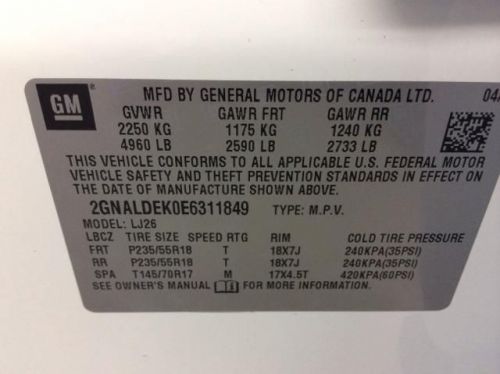 GM ® MFD BY GENERAL MOTORS OF CANADA LTD. 04/
GVWR GAWR FRT GAWR RR
2250 KG 1175 KG 1240 KG
4960 LB 2590 LB 2733 LB
THIS VEHICLE CONFORMS TO ALL APPLICABLE U.S. FEDERAL MOTOR
VEHICLE SAFETY AND THEFT PREVENTION STANDARDS IN EFFECT ON THE
DATE OF MANUFACTURE SHOWN ABOVE.
2GNALDEK0E6311849 TYPE: M.P.V.
MODEL: LJ26
LBCZ TIRE SIZE SPEED RTG RIM COLD TIRE PRESSURE
FRT P235/55R18 T 18X7J 240KPA(35PSI)
RR P235/55R18 T 18X7J 240KPA(35PSI)
SPA T145/70R17 M 17X4.5T 420KPA(60PSI)
SEE OWNER'S MANUAL FOR MORE INFORMATION.